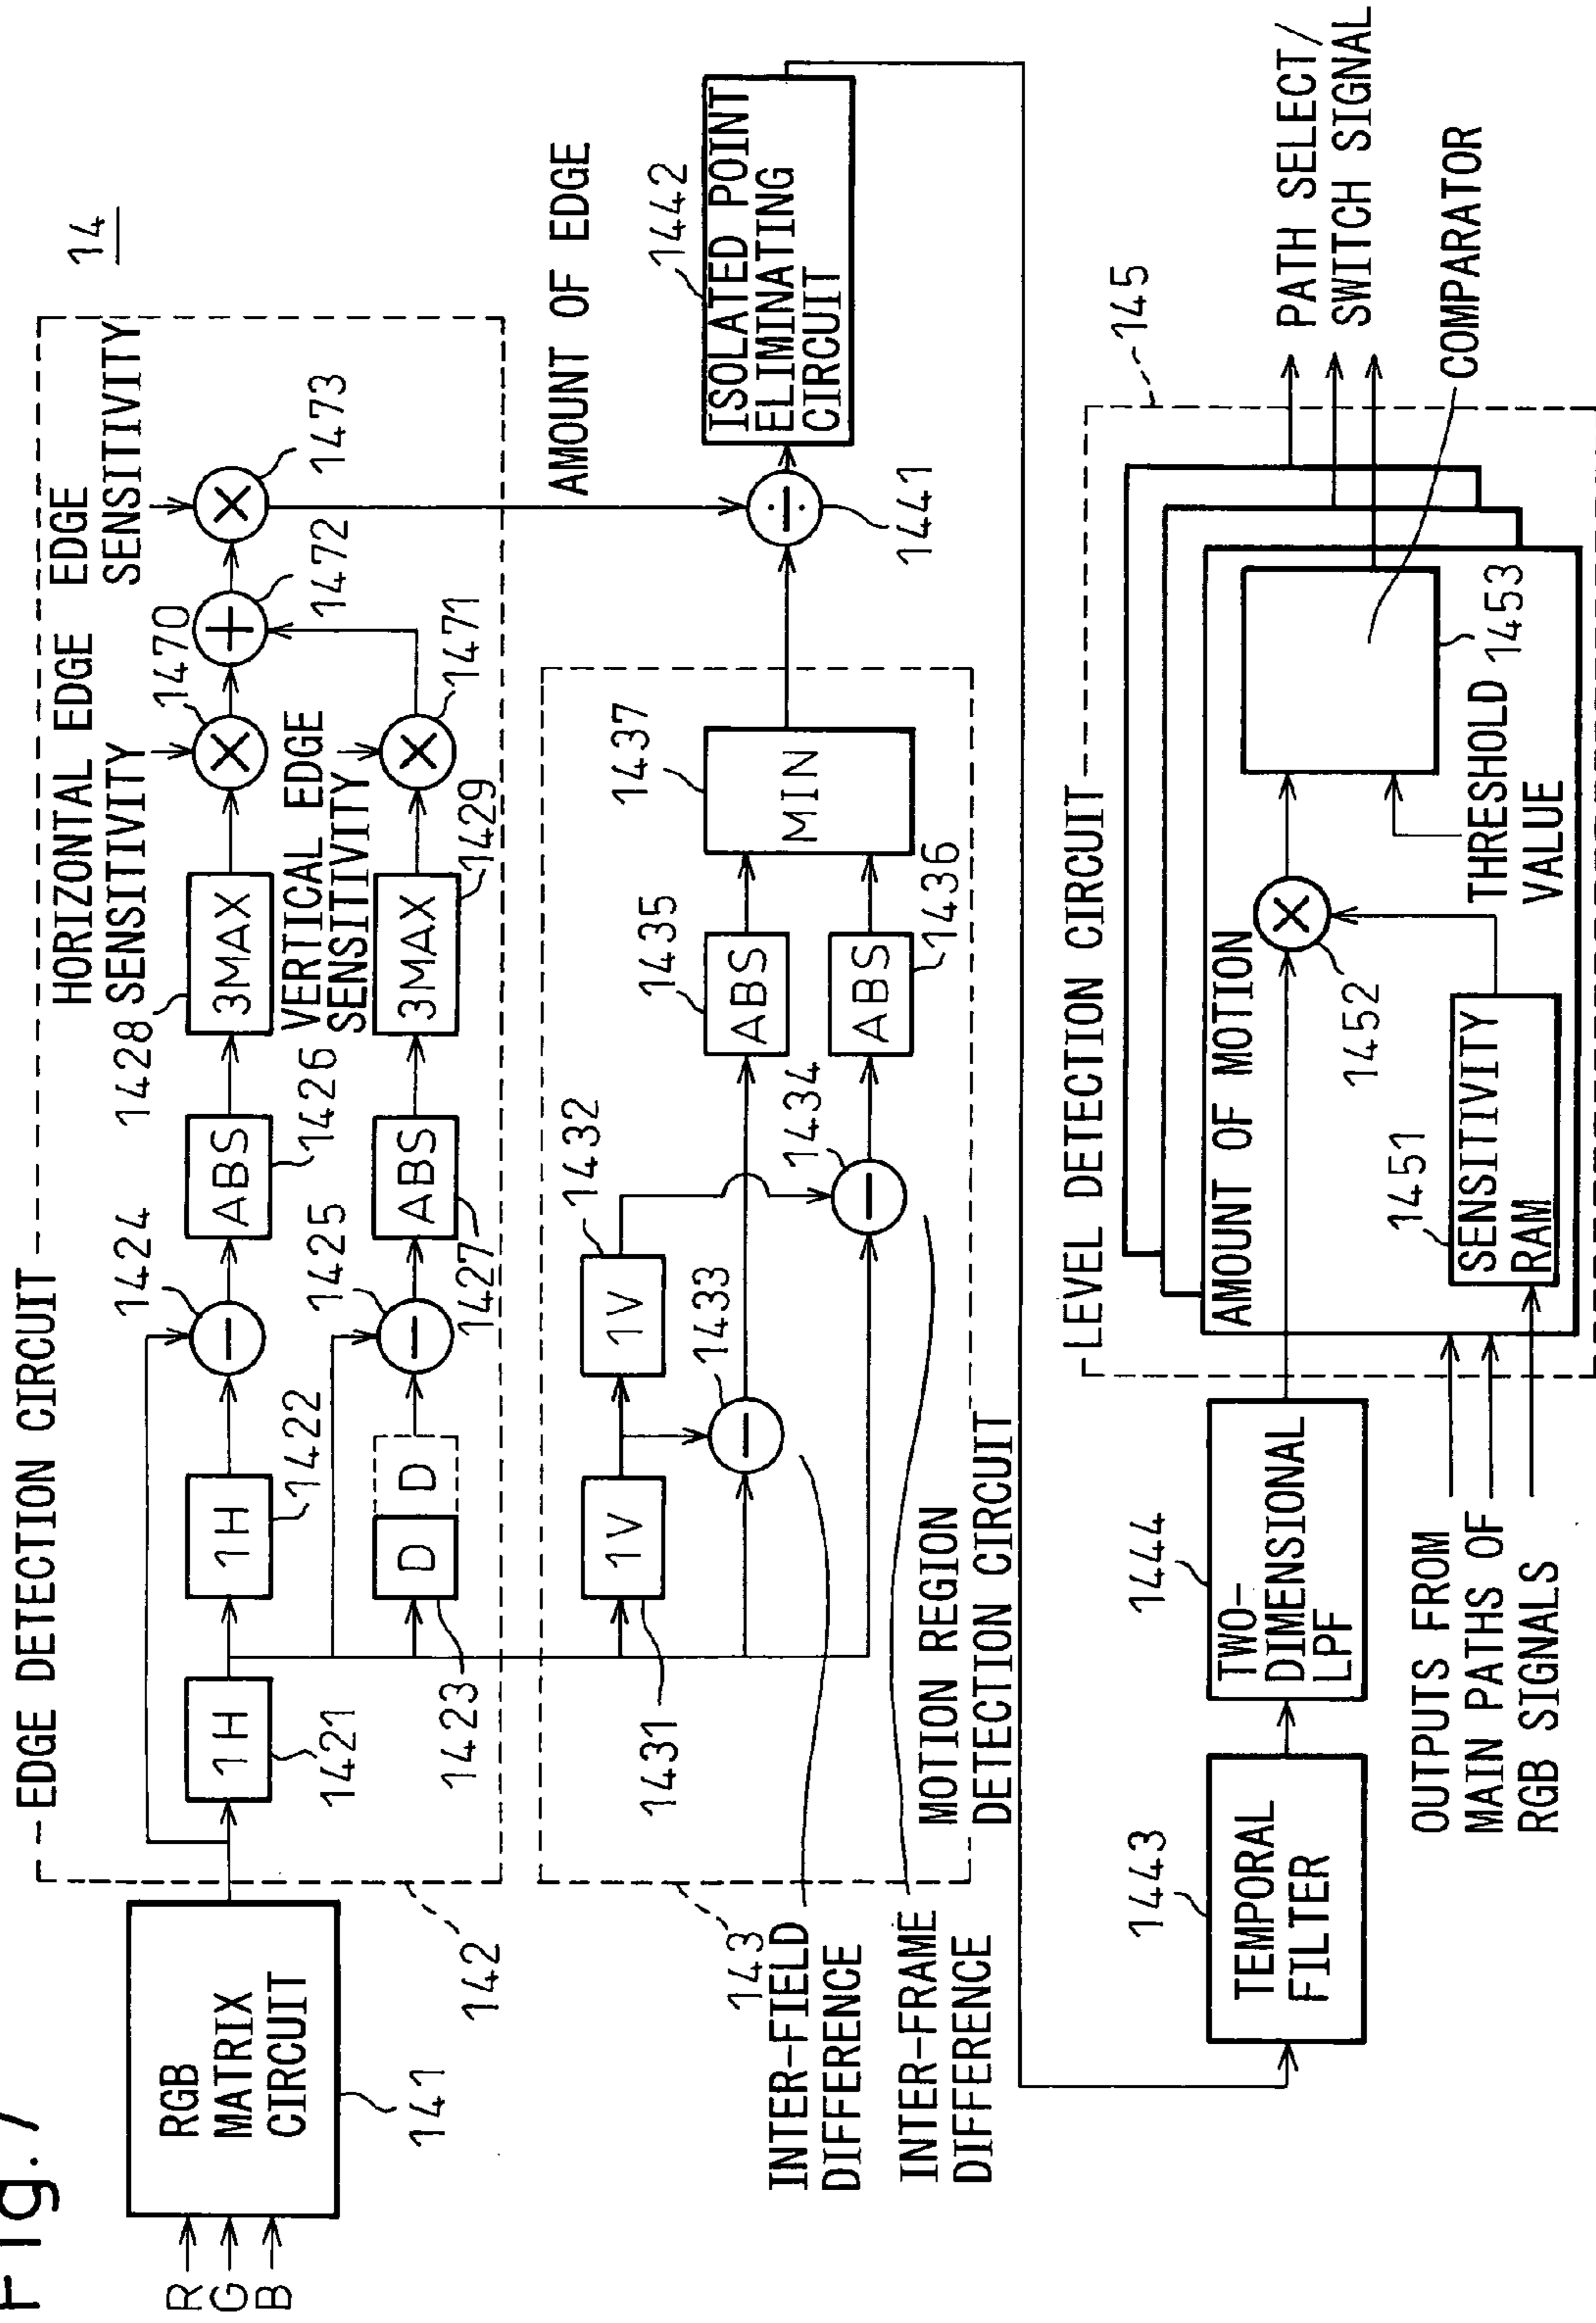 Fig. 7
14
EDGE DETECTION CIRCUIT
R
G
B
RGB
MATRIX
CIRCUIT
141
142
1H
1421
1H
1422
1424
ABS
1426
3MAX
1428
HORIZONTAL EDGE
SENSITIVITY
1470
1472
EDGE
SENSITIVITY
1473
D
D
1423
1425
ABS
1427
3MAX
1429
VERTICAL EDGE
SENSITIVITY
1471
AMOUNT OF EDGE
143
1V
1431
1V
1432
1433
1434
ABS
1435
ABS
1436
MIN
1437
1441
ISOLATED POINT
ELIMINATING
CIRCUIT
1442
MOTION REGION
DETECTION CIRCUIT
INTER-FIELD
DIFFERENCE
INTER-FRAME
DIFFERENCE
TEMPORAL
FILTER
1443
TWO-
DIMENSIONAL
LPF
1444
LEVEL DETECTION CIRCUIT
145
AMOUNT OF MOTION
1452
1451
SENSITIVITY
RAM
THRESHOLD
VALUE
1453
COMPARATOR
PATH SELECT/
SWITCH SIGNAL
OUTPUTS FROM
MAIN PATHS OF
RGB SIGNALS